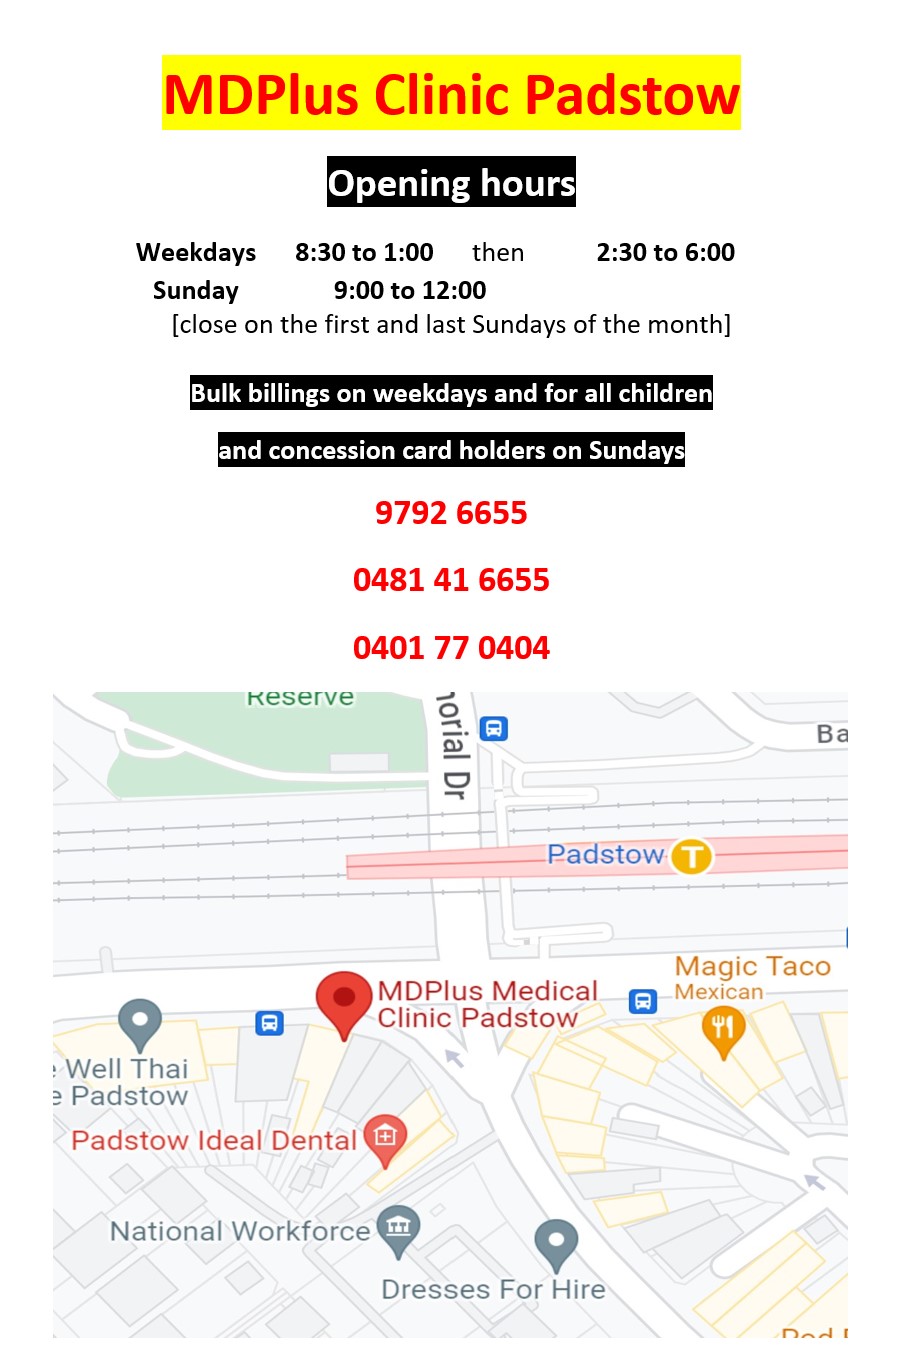 MDPlus Clinic Padstow
Opening hours
Weekdays 8:30 to 1:00 then 2:30 to 6:00
Sunday 9:00 to 12:00
[close on the first and last Sundays of the month]
Bulk billings on weekdays and for all children
and concession card holders on Sundays
9792 6655
0481 41 6655
0401 77 0404
Reserve
orial Dr
Ba
Padstow T
Magic Taco
Mexican
MDPlus Medical
Clinic Padstow
Well Thai
e Padstow
Padstow Ideal Dental
National Workforce
Dresses For Hire